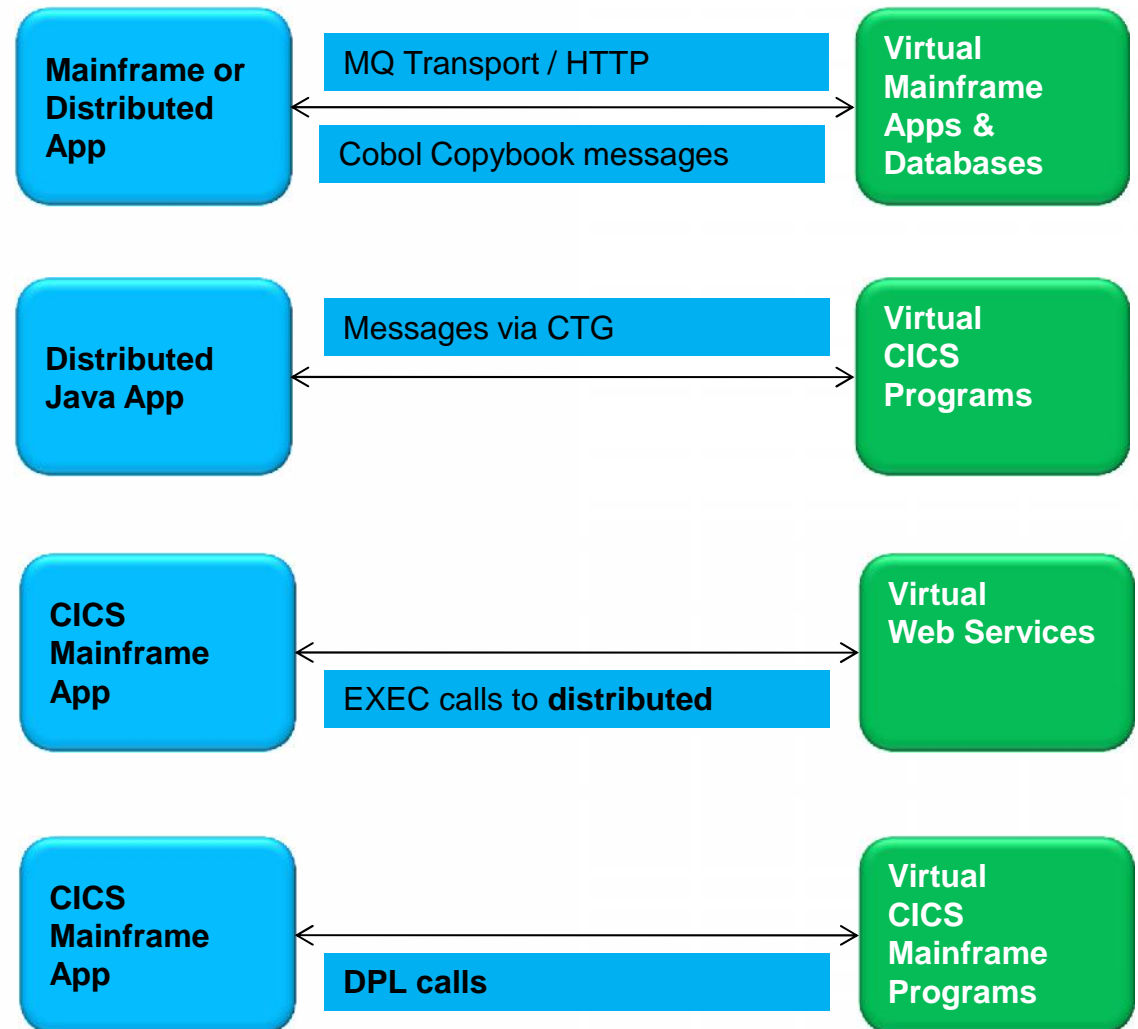 Mainframe or
Distributed
App
MQ Transport / HTTP
Cobol Copybook messages
Virtual
Mainframe
Apps &
Databases
Distributed
Java App
Messages via CTG
Virtual
CICS
Programs
CICS
Mainframe
App
EXEC calls to distributed
Virtual
Web Services
CICS
Mainframe
App
DPL calls
Virtual
CICS
Mainframe
Programs